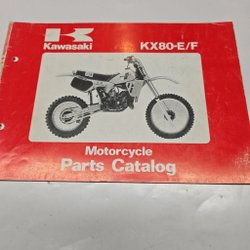 Kawasaki
KX80-E/F
Motorcycle
Parts Catalog